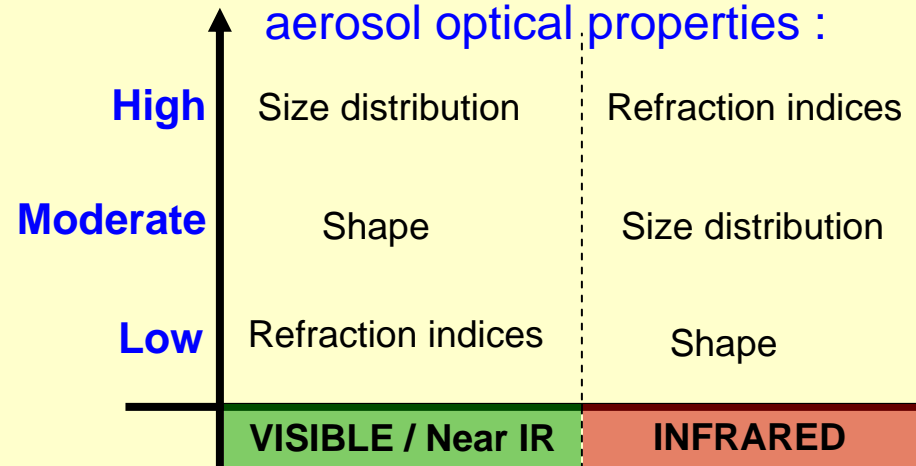 aerosol optical properties :
High Size distribution Refraction indices
Moderate Shape Size distribution
Low Refraction indices Shape
VISIBLE / Near IR INFRARED